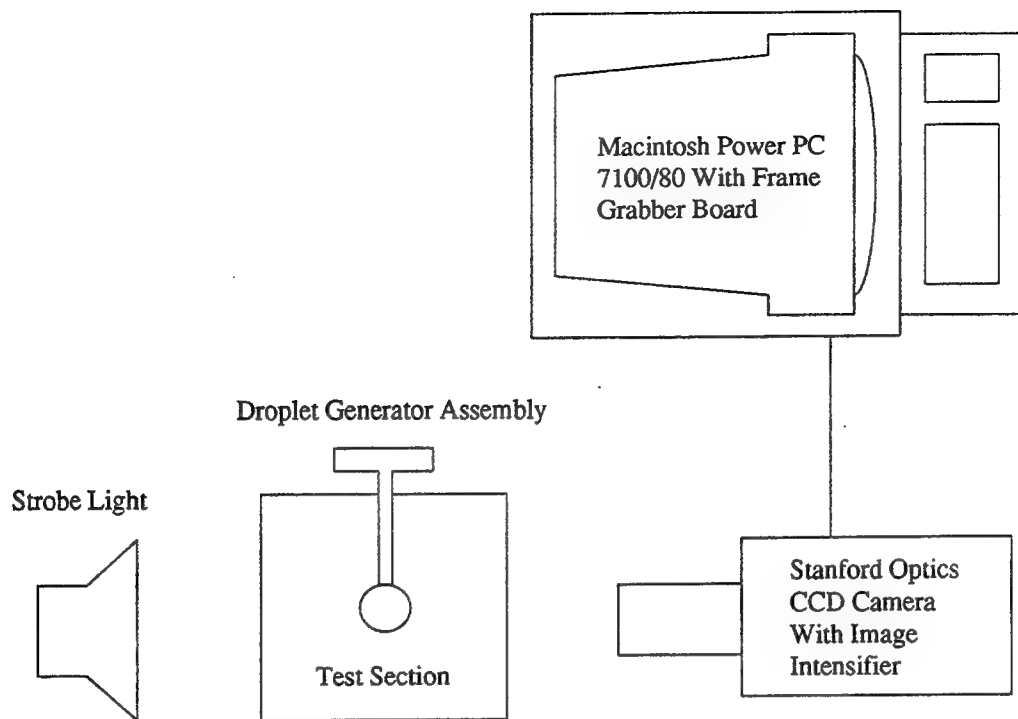 Macintosh Power PC
7100/80 With Frame
Grabber Board
Droplet Generator Assembly
Strobe Light
Test Section
Stanford Optics
CCD Camera
With Image
Intensifier